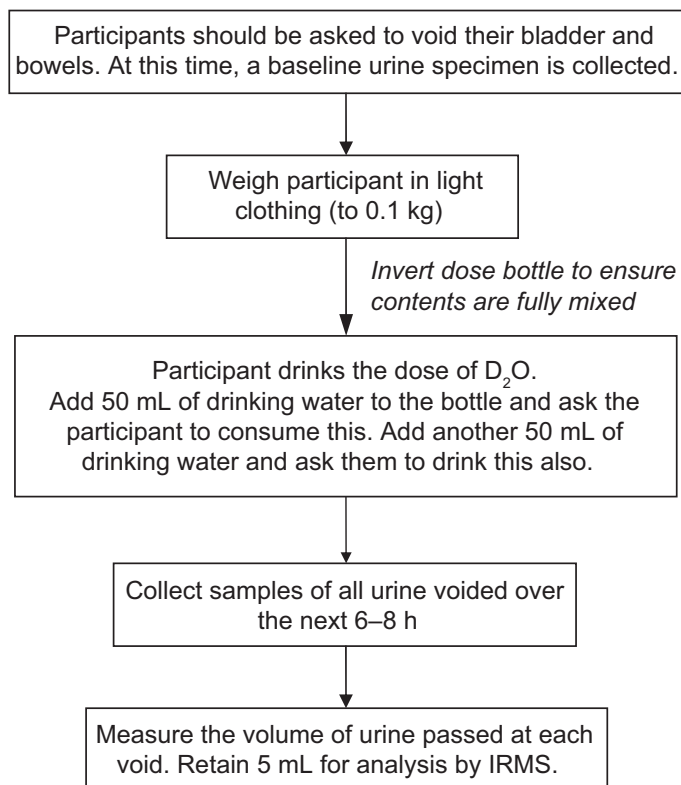 Participants should be asked to void their bladder and
bowels. At this time, a baseline urine specimen is collected.
Weigh participant in light
clothing (to 0.1 kg)
Invert dose bottle to ensure
contents are fully mixed
Participant drinks the dose of D₂O.
Add 50 mL of drinking water to the bottle and ask the
participant to consume this. Add another 50 mL of
drinking water and ask them to drink this also.
Collect samples of all urine voided over
the next 6–8 h
Measure the volume of urine passed at each
void. Retain 5 mL for analysis by IRMS.